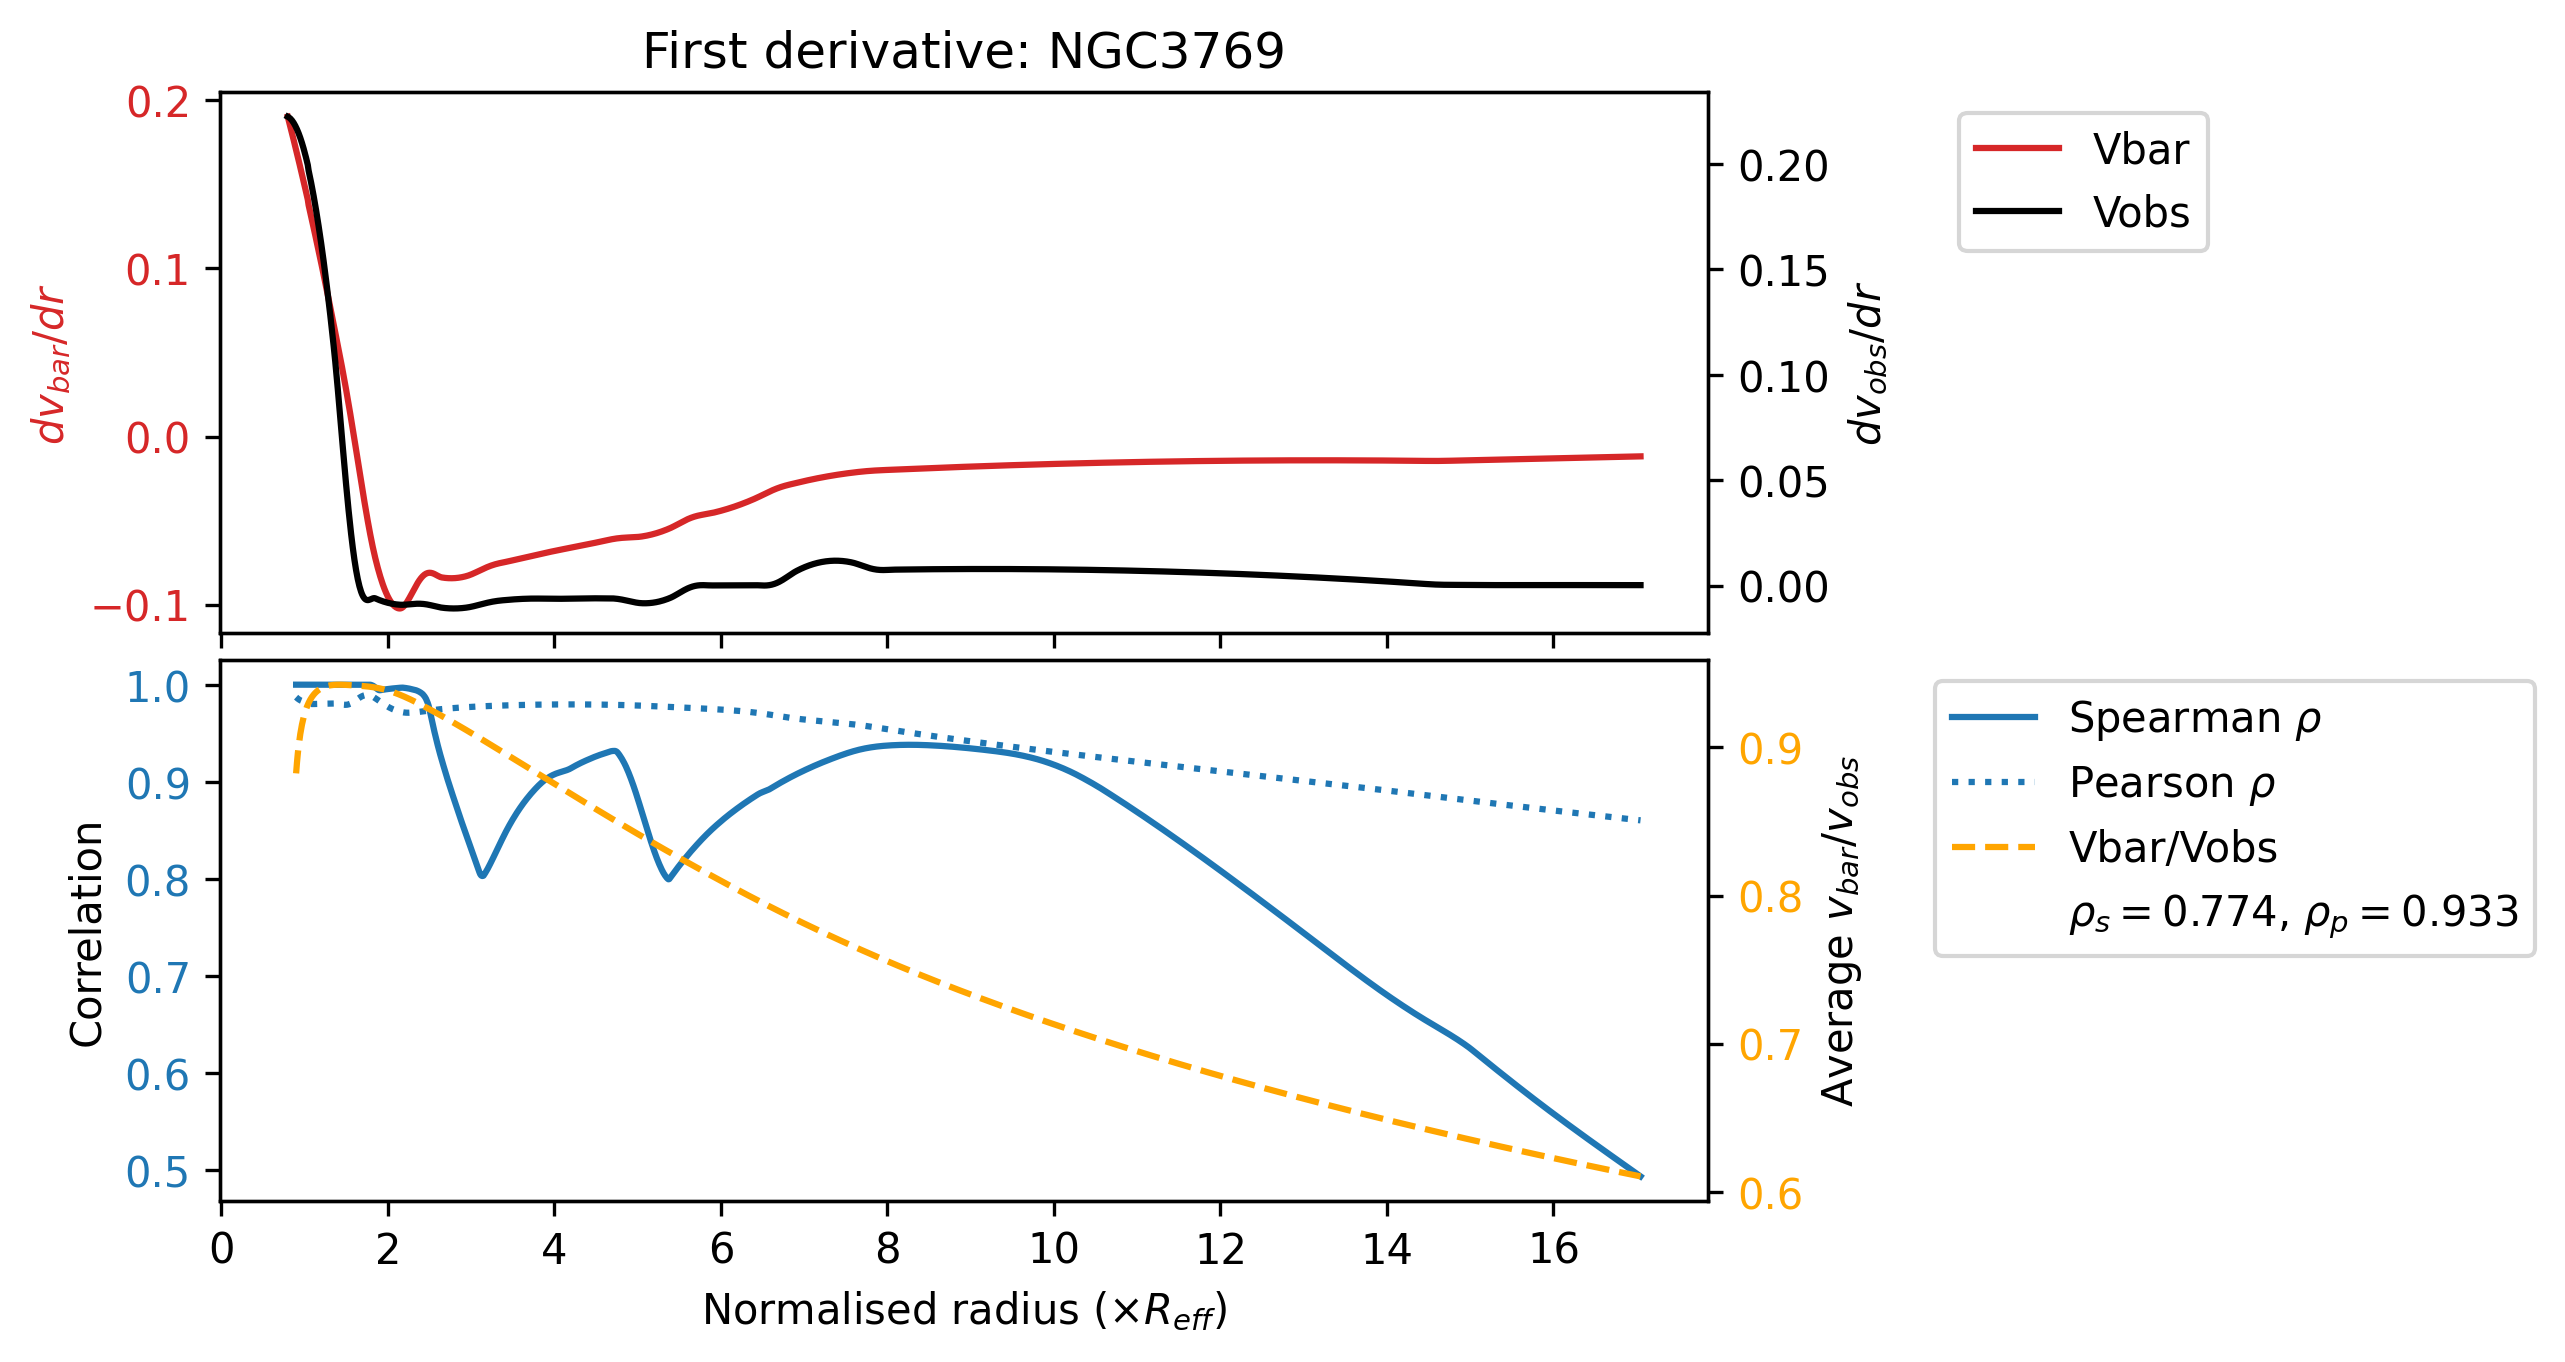 First derivative: NGC3769
0.2
0.1
0.0
−0.1
dv_bar/dr
0.20
0.15
0.10
0.05
0.00
dv_obs/dr
Vbar
Vobs
1.0
0.9
0.8
0.7
0.6
0.5
Correlation
0.9
0.8
0.7
0.6
Average v_bar/v_obs
Spearman ρ
Pearson ρ
Vbar/Vobs
ρ_s = 0.774, ρ_p = 0.933
0 2 4 6 8 10 12 14 16
Normalised radius (×R_eff)